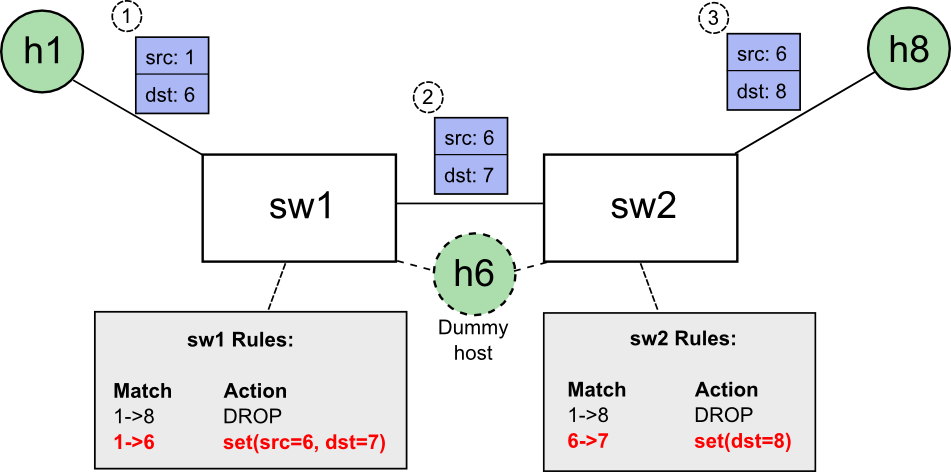 h1
1
src: 1
dst: 6
2
src: 6
dst: 7
3
src: 6
dst: 8
h8
sw1
sw2
h6
Dummy
host
sw1 Rules:
Match Action
1->8 DROP
1->6 set(src=6, dst=7)
sw2 Rules:
Match Action
1->8 DROP
6->7 set(dst=8)